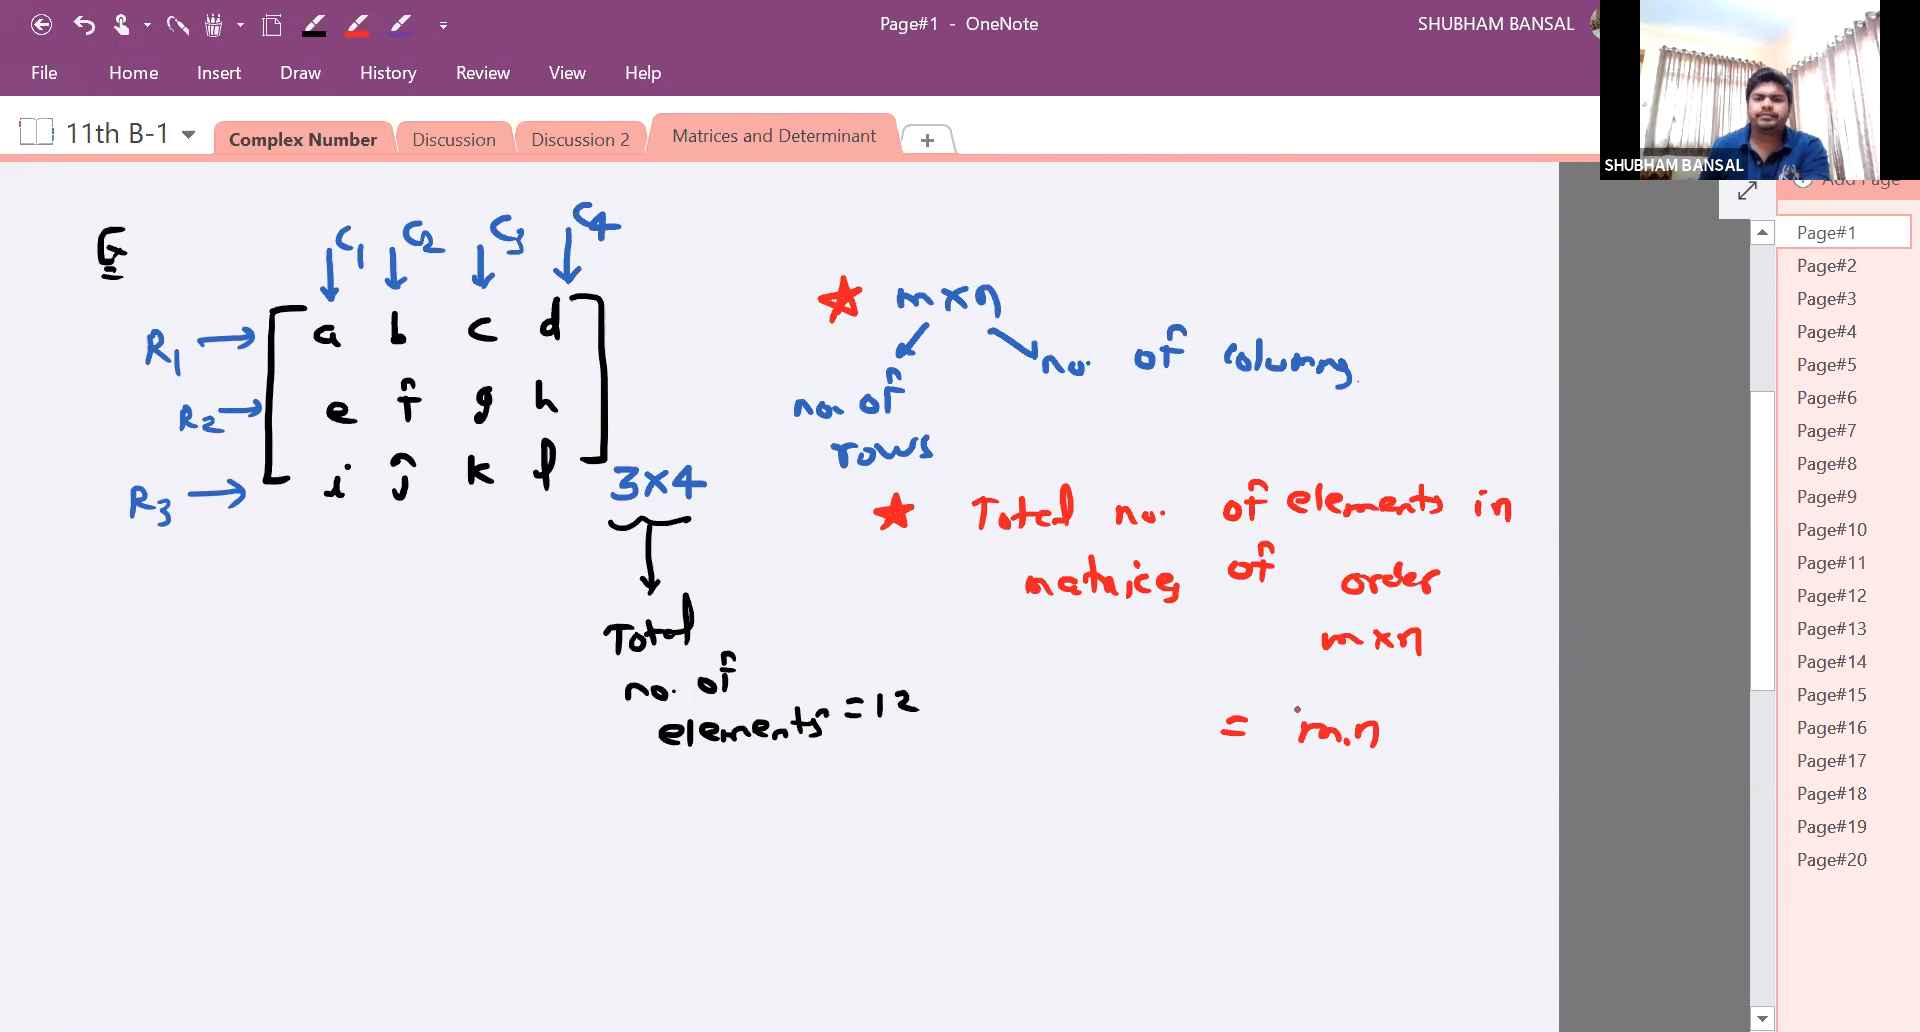 Page#1 - OneNote
SHUBHAM BANSAL
File Home Insert Draw History Review View Help
11th B-1
Complex Number
Discussion
Discussion 2
Matrices and Determinant
SHUBHAM BANSAL
Add Page
Page#1
Page#2
Page#3
Page#4
Page#5
Page#6
Page#7
Page#8
Page#9
Page#10
Page#11
Page#12
Page#13
Page#14
Page#15
Page#16
Page#17
Page#18
Page#19
Page#20
C1 C2 C3 C4
R1 → a b c d
R2 → e f g h
R3 → i j k l
3×4
Total
no. of
elements = 12
★ m×n
no. of columns
no. of
rows
★ Total no. of elements in
matrices of order
m×n
= m.n